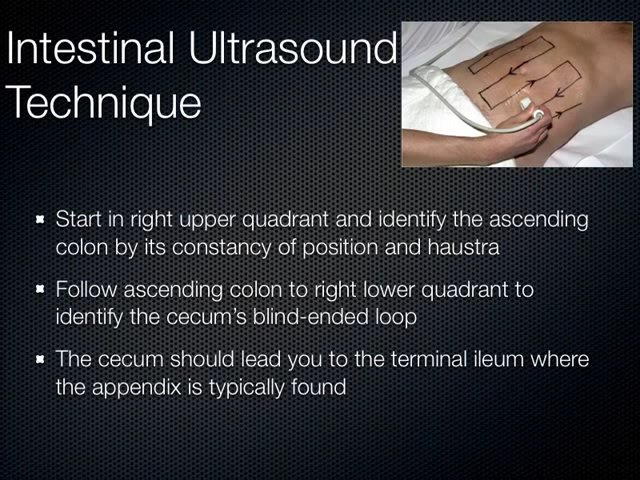 Intestinal Ultrasound
Technique
Start in right upper quadrant and identify the ascending
colon by its constancy of position and haustra
Follow ascending colon to right lower quadrant to
identify the cecum's blind-ended loop
The cecum should lead you to the terminal ileum where
the appendix is typically found